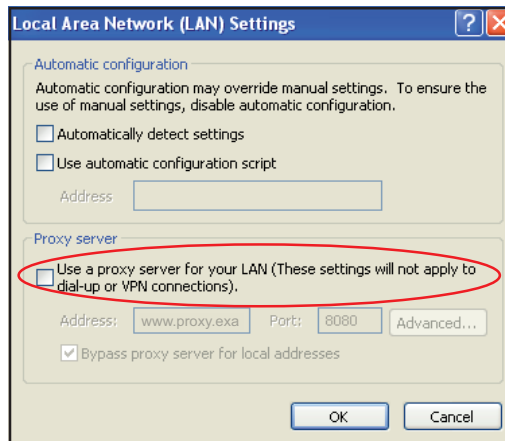 Local Area Network (LAN) Settings
Automatic configuration
Automatic configuration may override manual settings. To ensure the
use of manual settings, disable automatic configuration.
Automatically detect settings
Use automatic configuration script
Address
Proxy server
Use a proxy server for your LAN (These settings will not apply to
dial-up or VPN connections).
Address: www.proxy.exa Port: 8080 Advanced...
Bypass proxy server for local addresses
OK Cancel